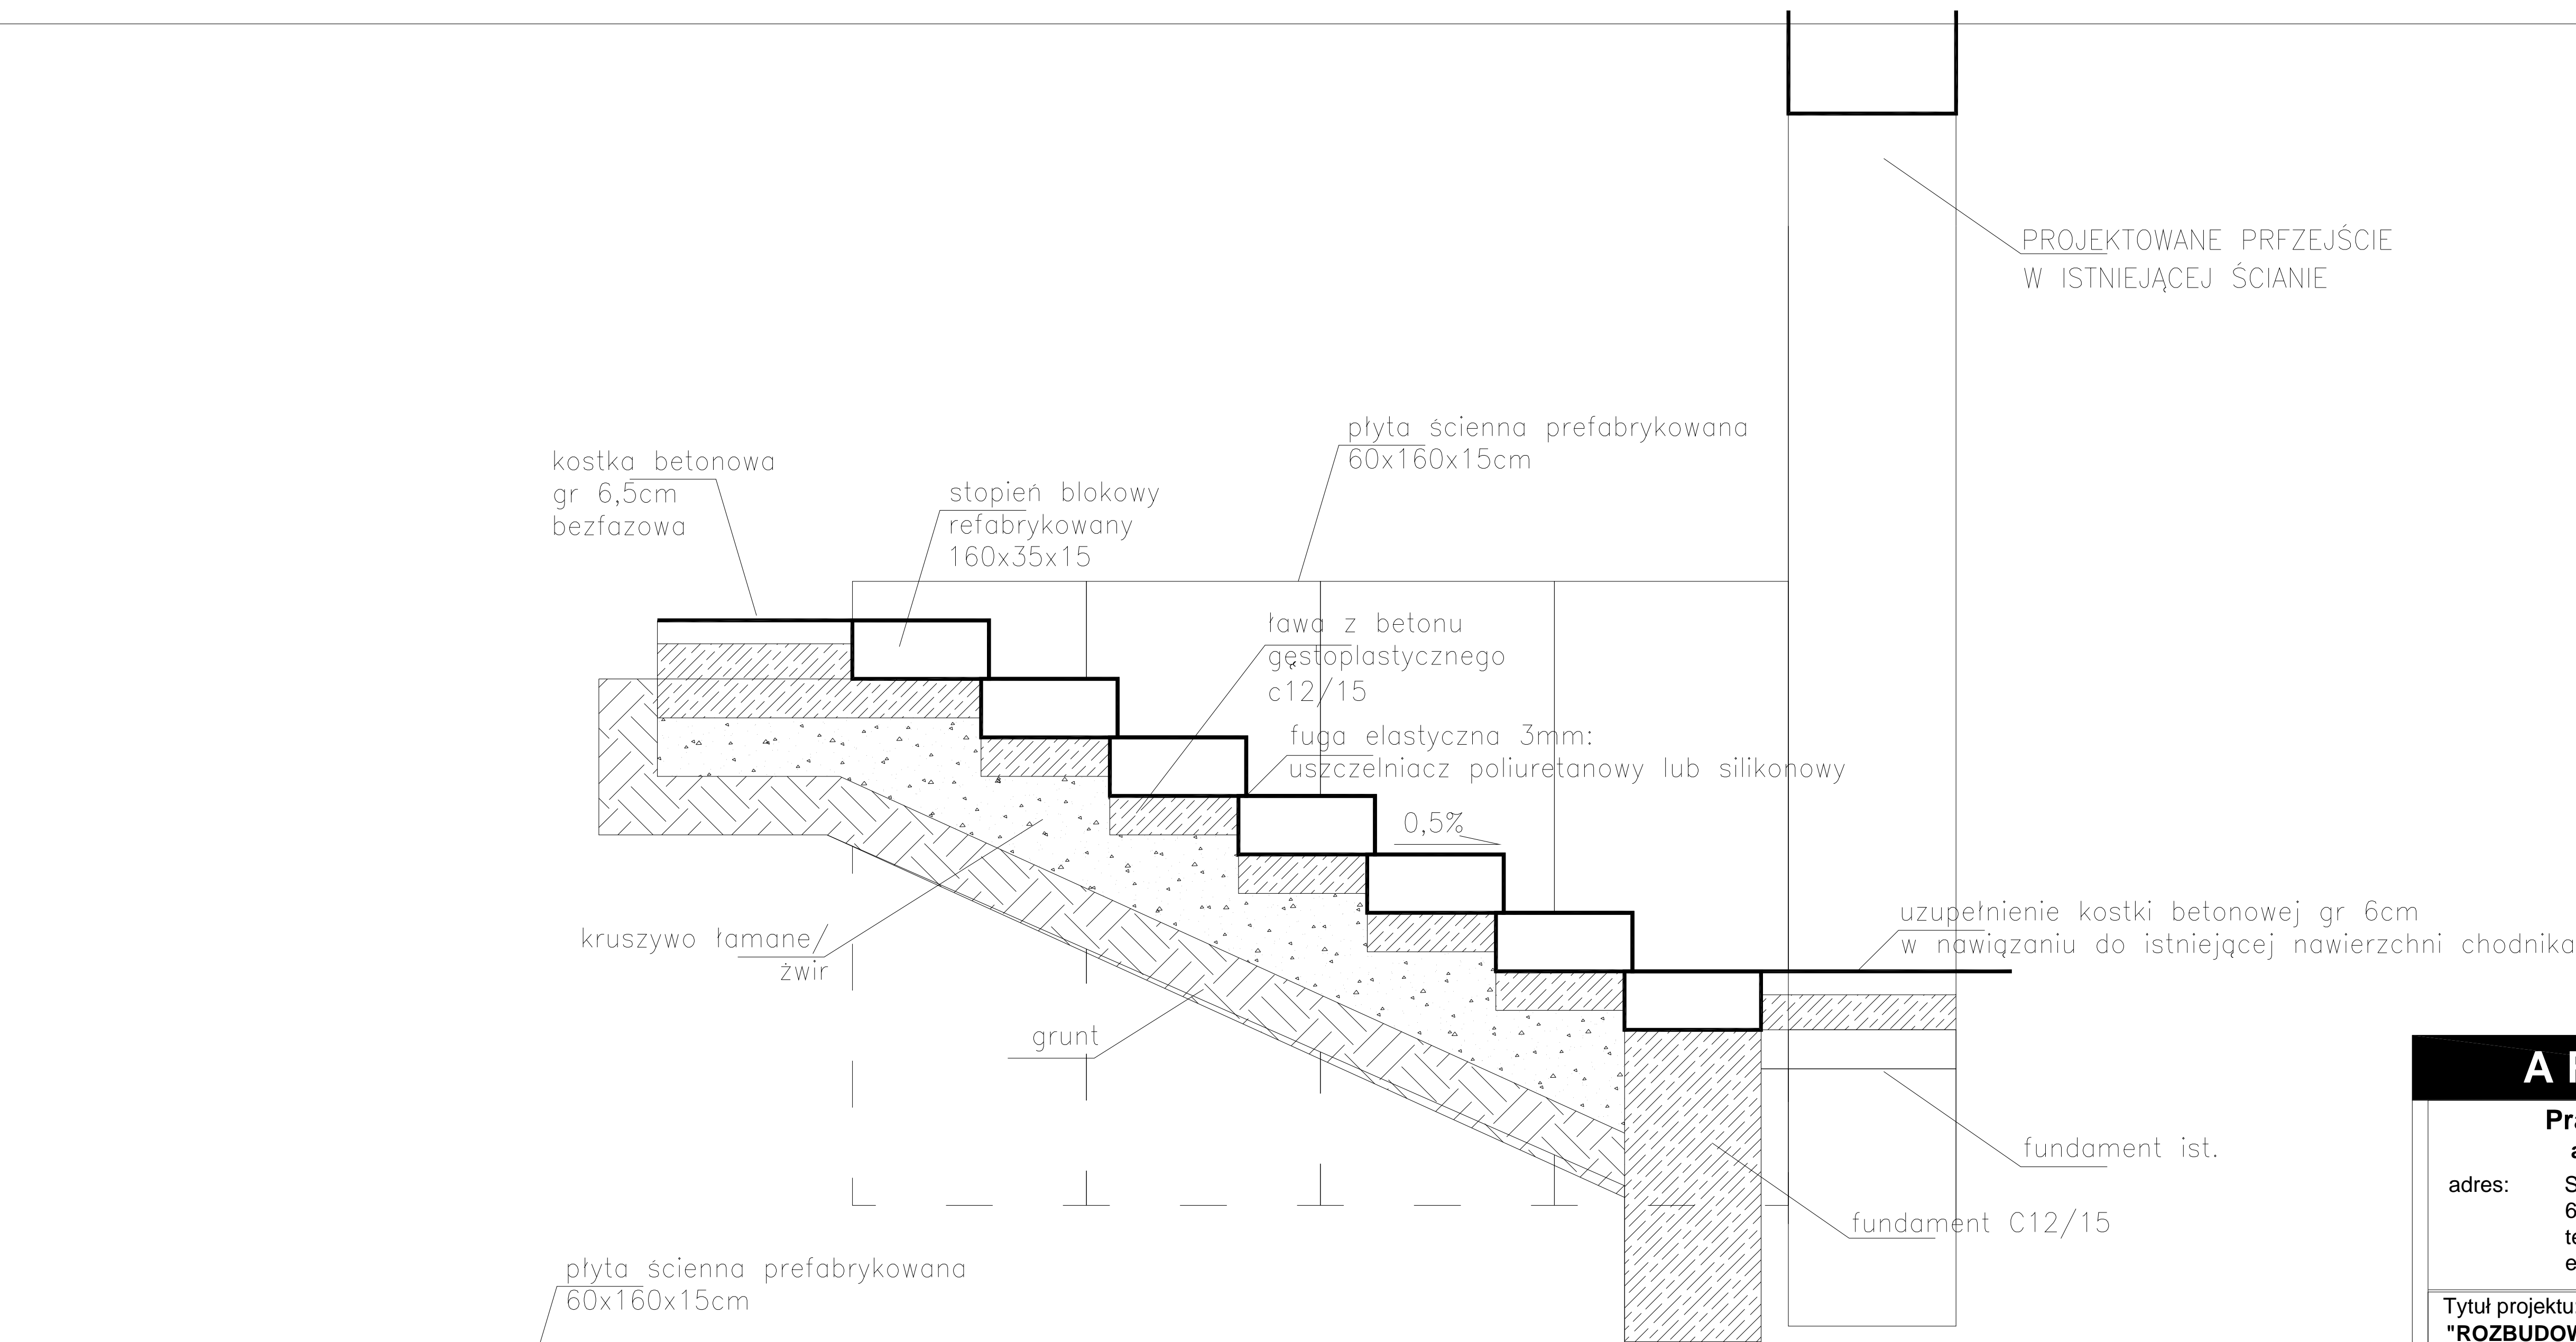 PROJEKTOWANE PRFZEJŚCIE
W ISTNIEJĄCEJ ŚCIANIE
płyta ścienna prefabrykowana
60x160x15cm
kostka betonowa
gr 6,5cm
bezfazowa
stopień blokowy
refabrykowany
160x35x15
ława z betonu
gęstoplastycznego
c12/15
fuga elastyczna 3mm:
uszczelniacz poliuretanowy lub silikonowy
0,5%
uzupełnienie kostki betonowej gr 6cm
w nawiązaniu do istniejącej nawierzchni chodnika
kruszywo łamane/
żwir
grunt
fundament ist.
fundament C12/15
płyta ścienna prefabrykowana
60x160x15cm
A
adres:
Tytuł projektu